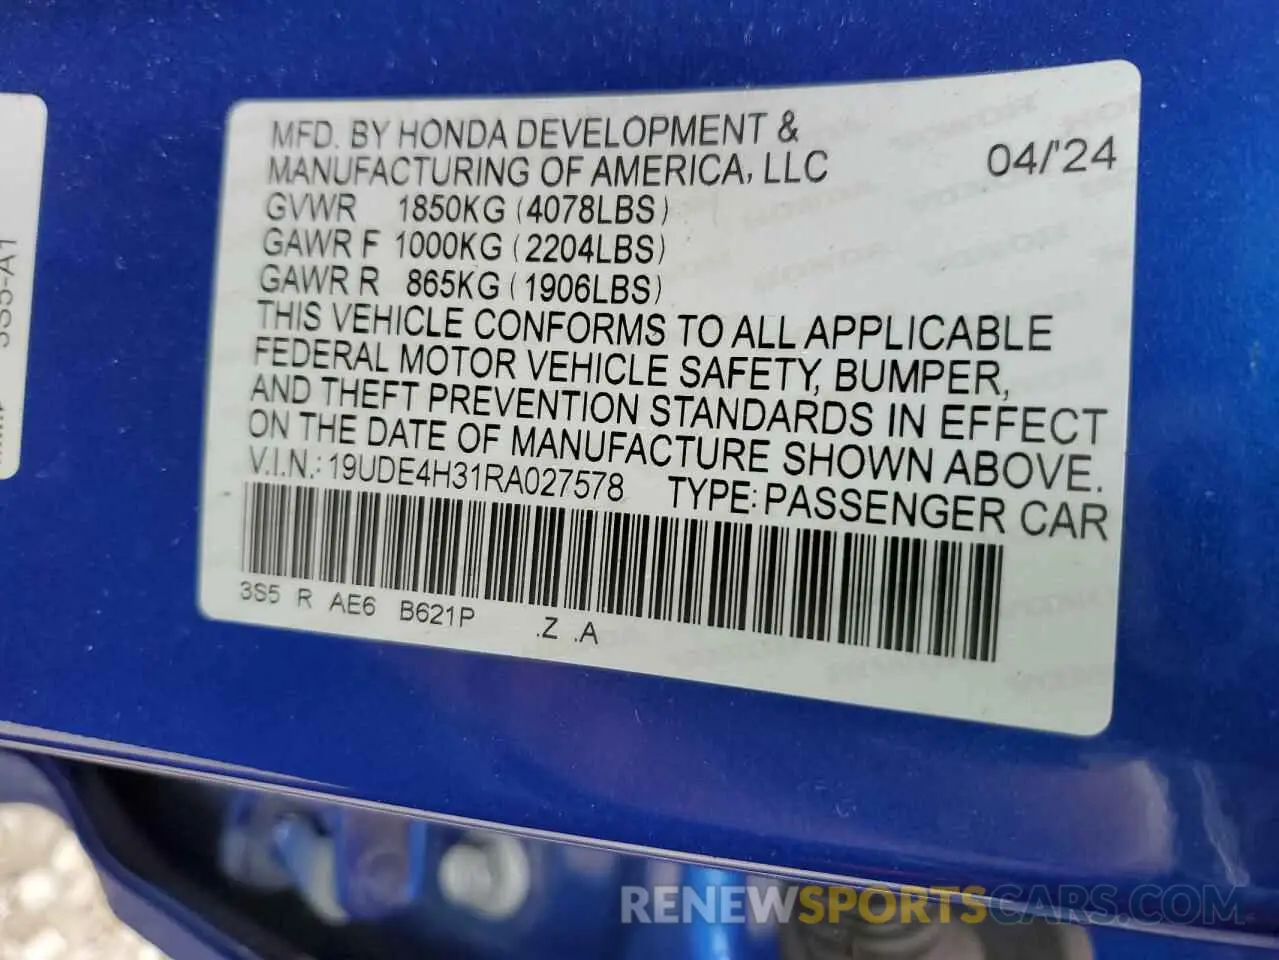 MFD. BY HONDA DEVELOPMENT &
MANUFACTURING OF AMERICA, LLC 04/'24
GVWR 1850KG (4078LBS)
GAWR F 1000KG (2204LBS)
GAWR R 865KG (1906LBS)
THIS VEHICLE CONFORMS TO ALL APPLICABLE
FEDERAL MOTOR VEHICLE SAFETY, BUMPER,
AND THEFT PREVENTION STANDARDS IN EFFECT
ON THE DATE OF MANUFACTURE SHOWN ABOVE.
V.I.N.: 19UDE4H31RA027578 TYPE: PASSENGER CAR
3S5 R AE6 B621P .Z .A
3S5-A1
RENEWSPORTSCARS.COM